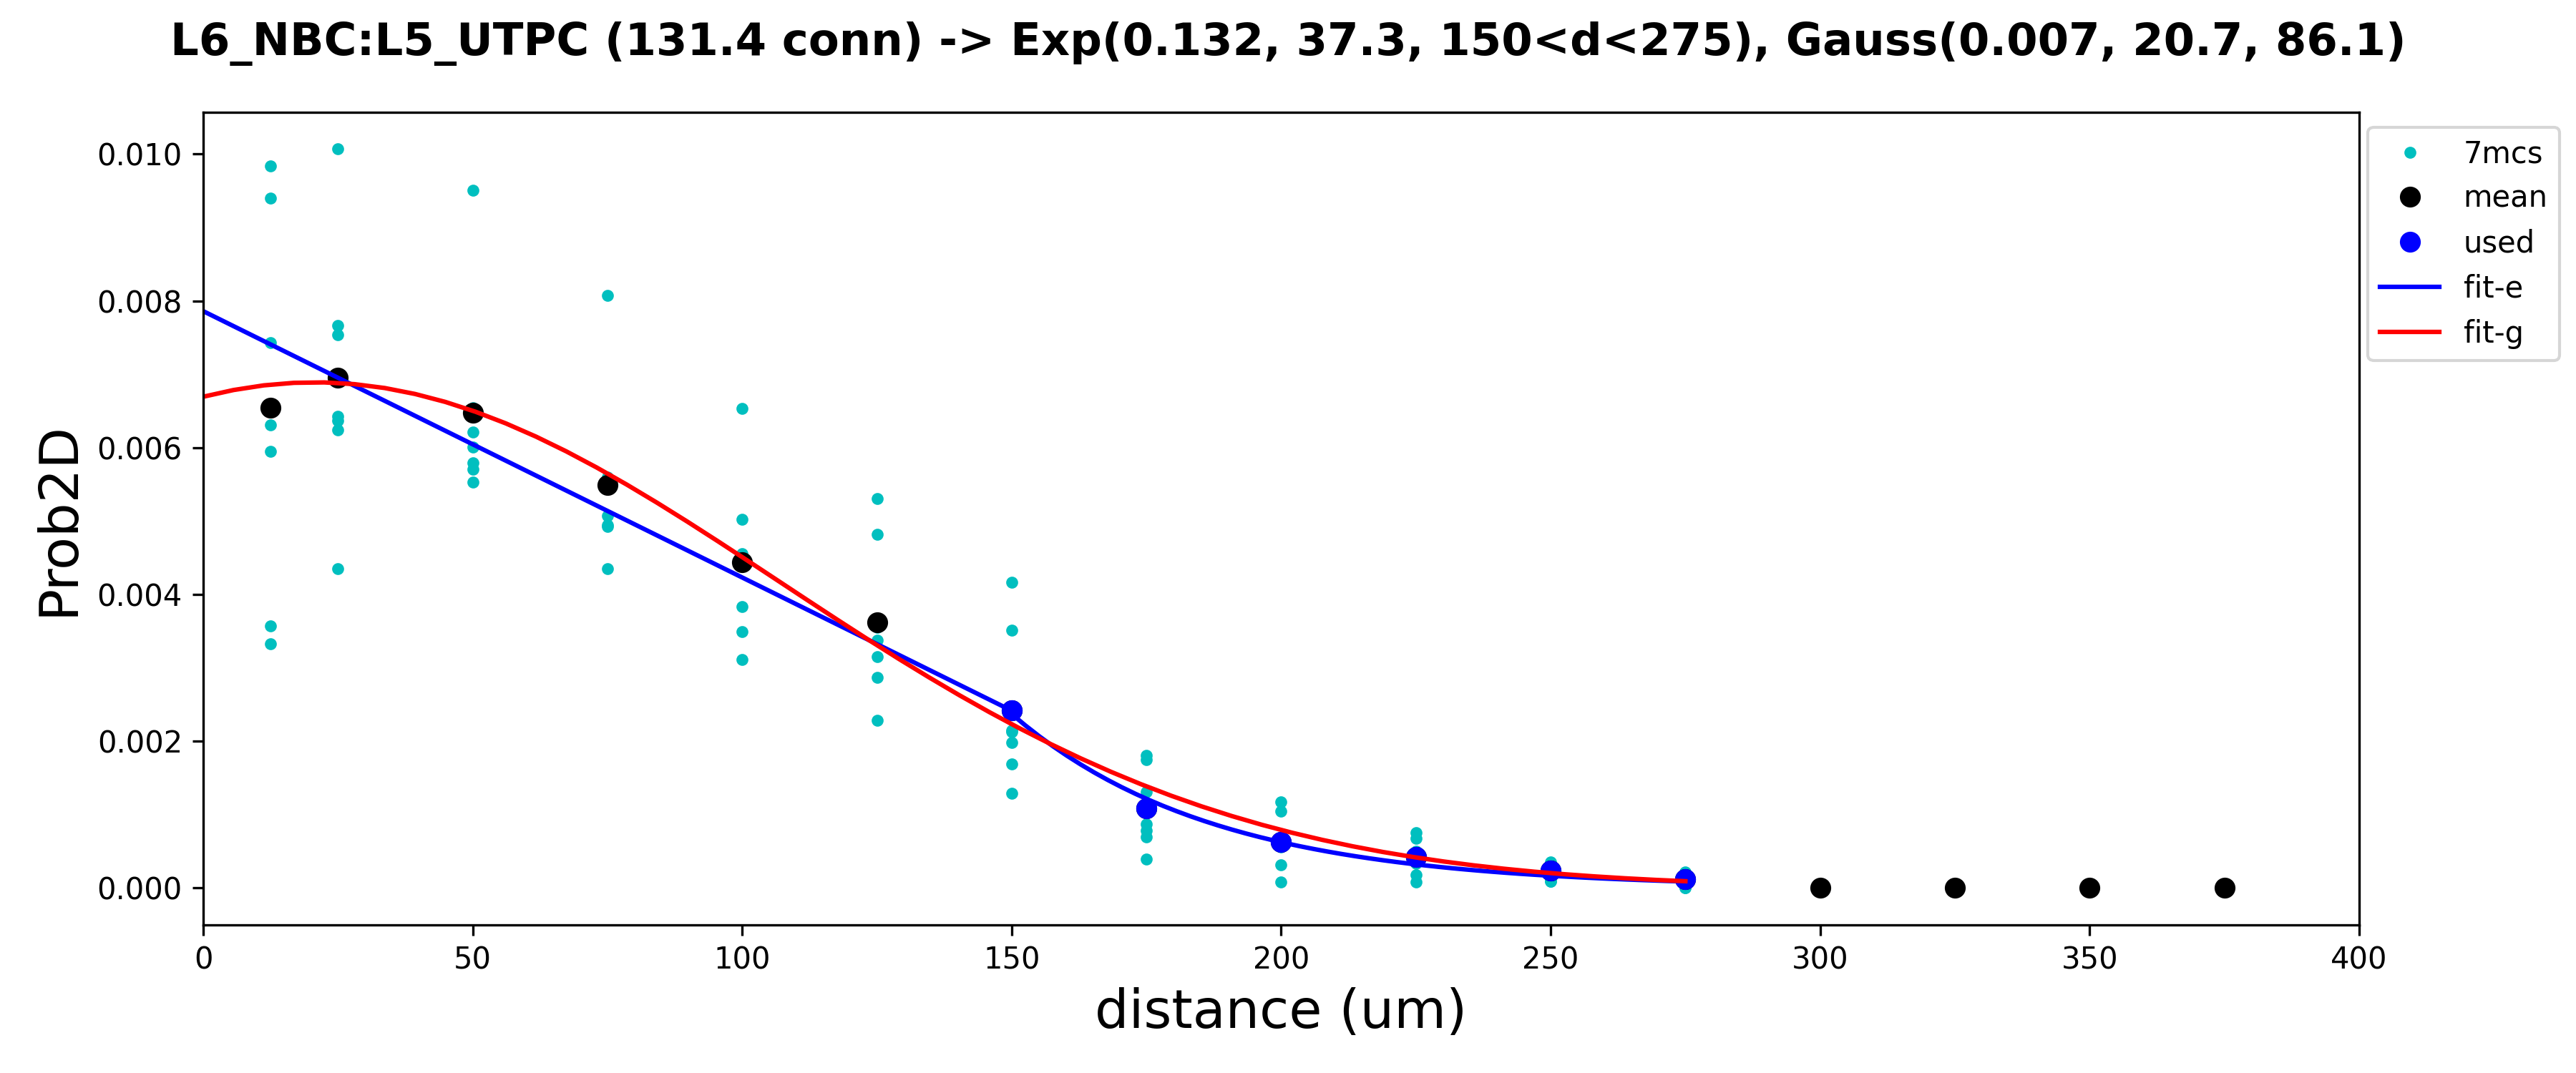 L6_NBC:L5_UTPC (131.4 conn) -> Exp(0.132, 37.3, 150<d<275), Gauss(0.007, 20.7, 86.1)
7mcs
mean
used
fit-e
fit-g
Prob2D
0.010
0.008
0.006
0.004
0.002
0.000
0 50 100 150 200 250 300 350 400
distance (um)